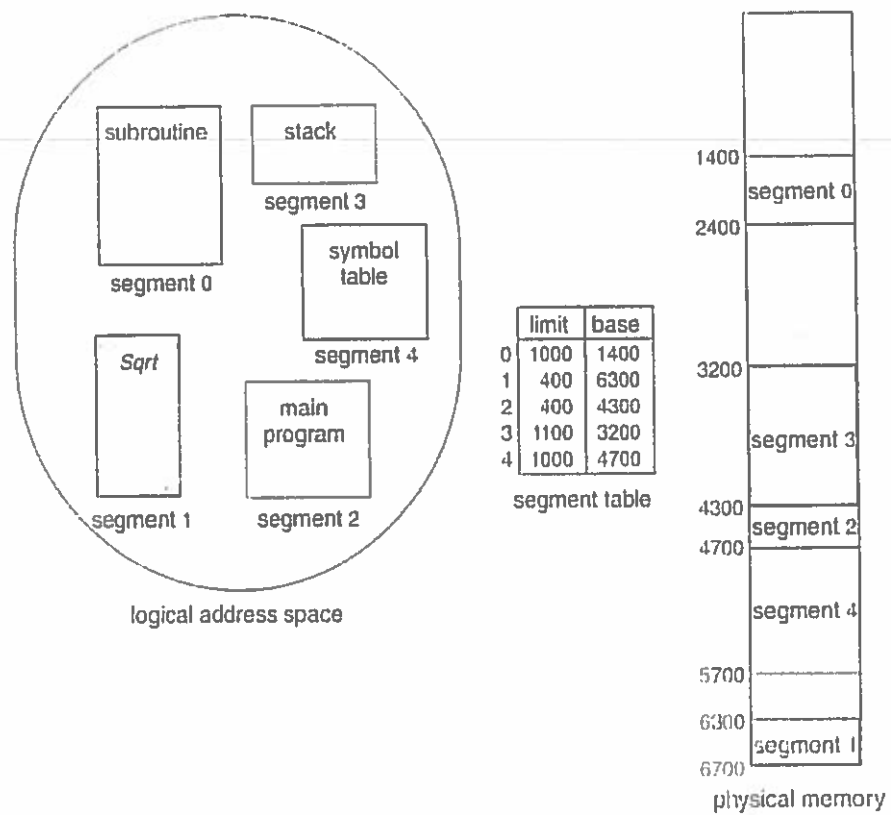 subroutine
segment 0
stack
segment 3
symbol
table
segment 4
Sqrt
segment 1
main
program
segment 2
logical address space
limit base
0 1000 1400
1 400 6300
2 400 4300
3 1100 3200
4 1000 4700
segment table
1400
segment 0
2400
3200
segment 3
4300
segment 2
4700
segment 4
5700
6300
segment 1
6700
physical memory